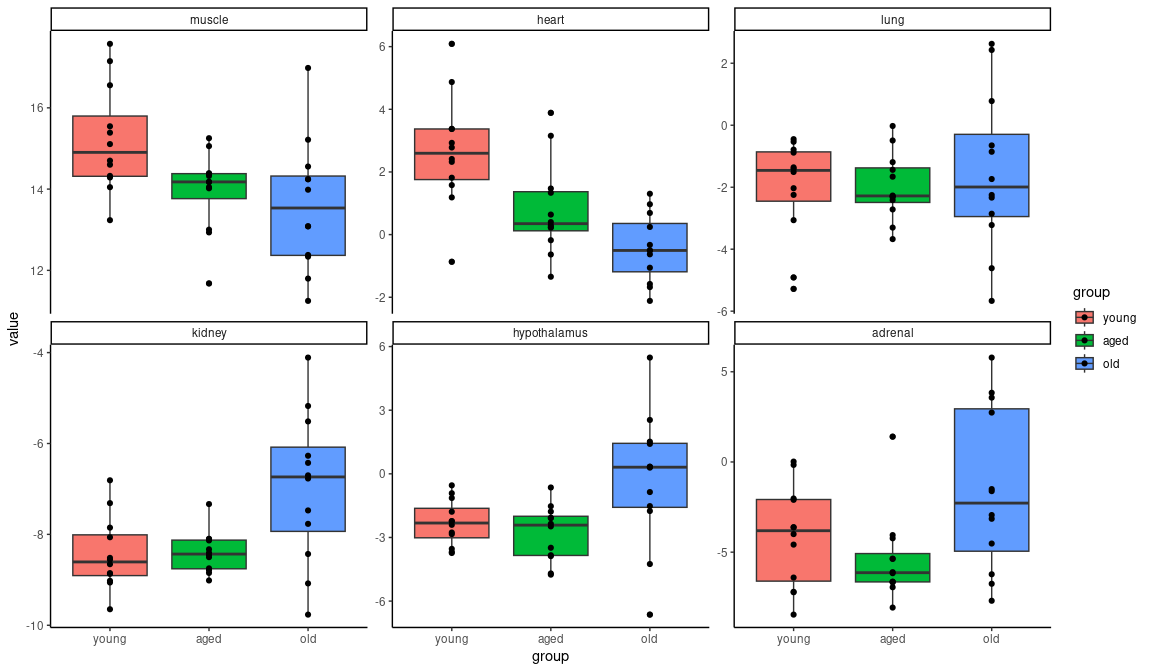 muscle heart lung
16
14
12
6
4
2
0
-2
2
0
-2
-4
-6
value
kidney hypothalamus adrenal
-4
-6
-8
-10
6
3
0
-3
-6
5
0
-5
young aged old young aged old young aged old
group
group
young
aged
old